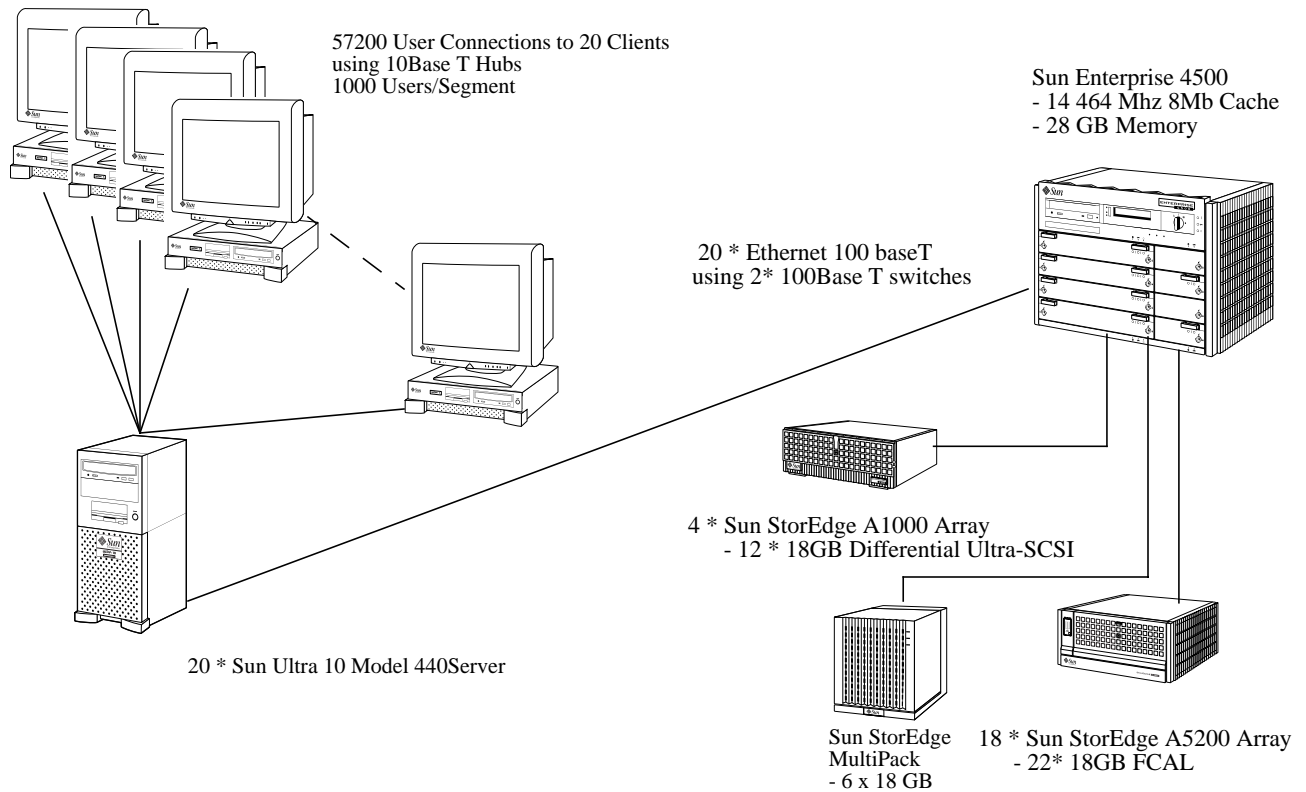 57200 User Connections to 20 Clients
using 10Base T Hubs
1000 Users/Segment
Sun Enterprise 4500
- 14 464 Mhz 8Mb Cache
- 28 GB Memory
20 * Ethernet 100 baseT
using 2* 100Base T switches
4 * Sun StorEdge A1000 Array
- 12 * 18GB Differential Ultra-SCSI
20 * Sun Ultra 10 Model 440Server
Sun StorEdge
MultiPack
- 6 x 18 GB
18 * Sun StorEdge A5200 Array
- 22* 18GB FCAL